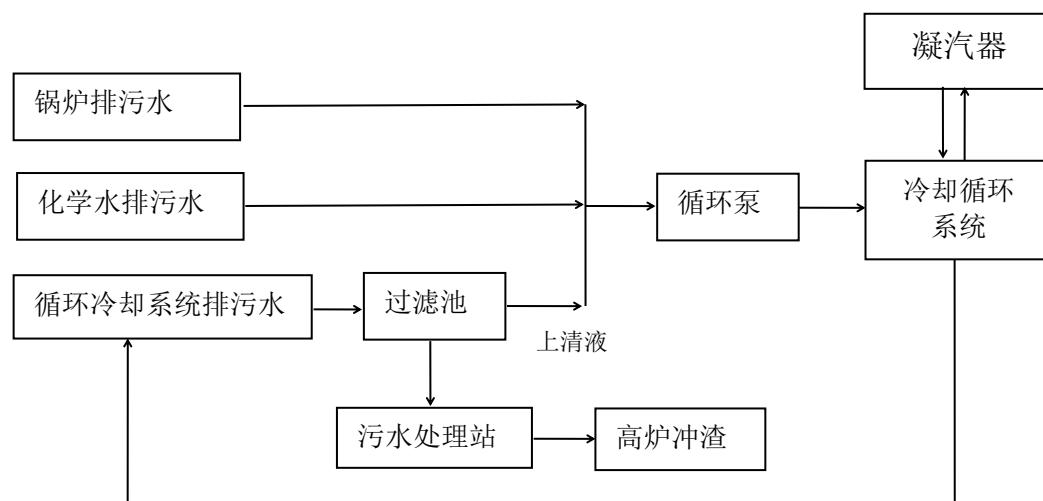 凝汽器
锅炉排污水
化学水排污水
循环泵
冷却循环
系统
循环冷却系统排污水
过滤池
上清液
污水处理站
高炉冲渣